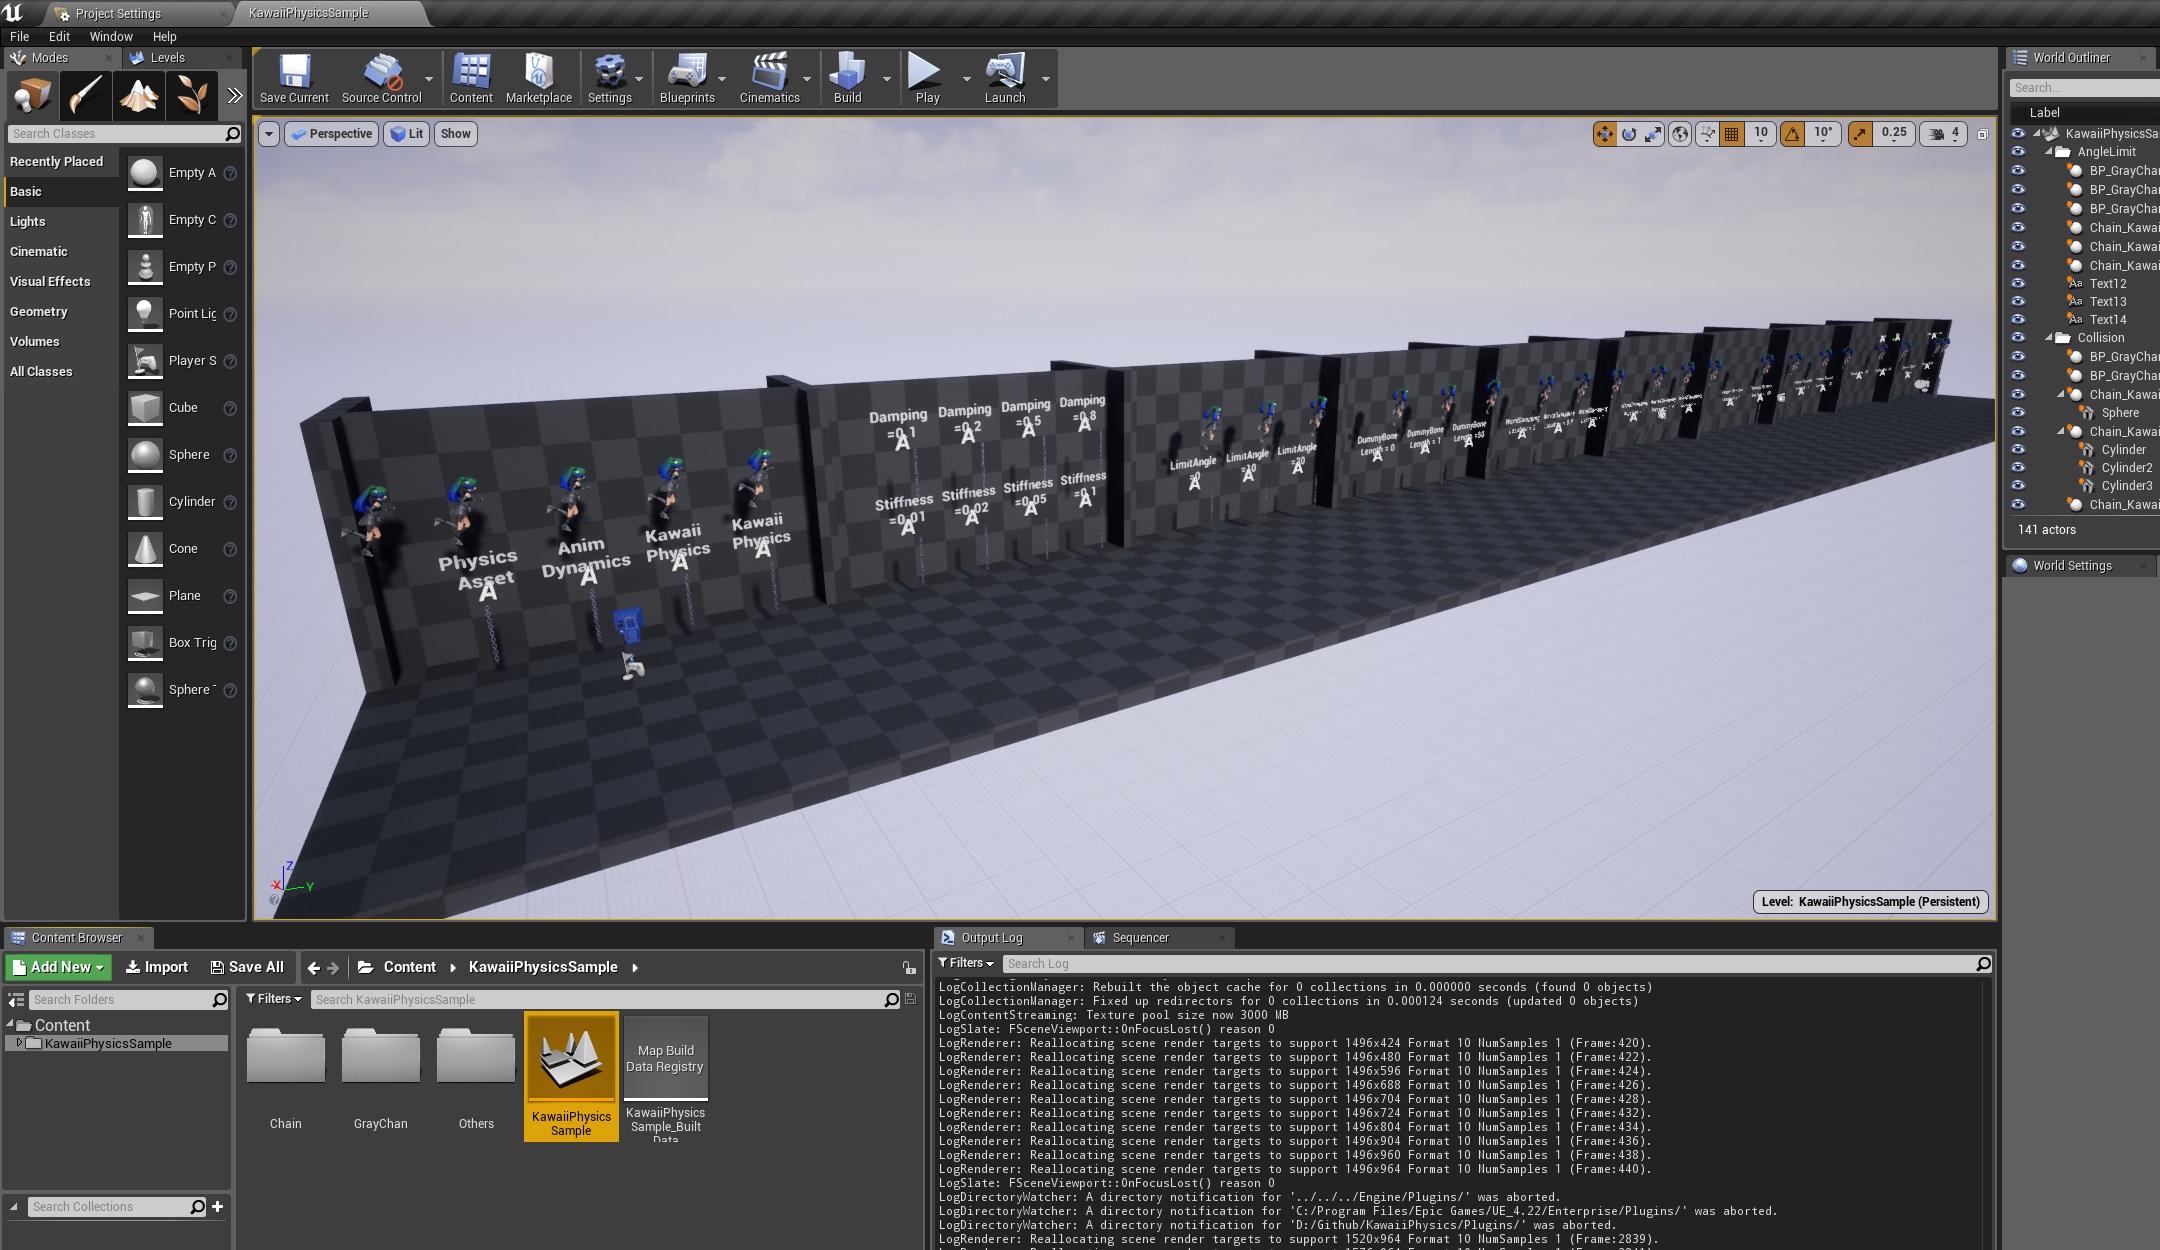 Project Settings
KawaiiPhysicsSample
File Edit Window Help
Modes
Levels
Save Current
Source Control
Content
Marketplace
Settings
Blueprints
Cinematics
Build
Play
Launch
World Outliner
Search Classes
Search...
Label
Recently Placed
Basic
Lights
Cinematic
Visual Effects
Geometry
Volumes
All Classes
Empty A
Empty C
Empty P
Point Lig
Player S
Cube
Sphere
Cylinder
Cone
Plane
Box Trig
Sphere T
Perspective
Lit
Show
10
10°
0.25
4
Physics
Asset
Anim
Dynamics
Kawaii
Physics
Kawaii
Physics
Damping
=0.1
Damping
=0.2
Damping
=0.5
Damping
=0.8
Stiffness
=0.01
Stiffness
=0.02
Stiffness
=0.05
Stiffness
=0.1
LimitAngle
=0
LimitAngle
=10
LimitAngle
=20
DummyBone
Length = 0
DummyBone
Length = 1
DummyBone
Length =50
Z
X
Y
Level: KawaiiPhysicsSample (Persistent)
KawaiiPhysicsSa
AngleLimit
BP_GrayChan
BP_GrayChan
BP_GrayChan
Chain_Kawaii
Chain_Kawaii
Chain_Kawaii
Text12
Text13
Text14
Collision
BP_GrayChan
BP_GrayChan
Chain_Kawaii
Sphere
Chain_Kawaii
Cylinder
Cylinder2
Cylinder3
Chain_Kawaii
141 actors
World Settings
Content Browser
Add New
Import
Save All
Content
KawaiiPhysicsSample
Search Folders
Filters
Search KawaiiPhysicsSample
Content
KawaiiPhysicsSample
Search Collections
Chain
GrayChan
Others
KawaiiPhysics
Sample
Map Build
Data Registry
KawaiiPhysics
Sample_Built
Data
Output Log
Sequencer
Filters
Search Log
LogCollectionManager: Rebuilt the object cache for 0 collections in 0.000000 seconds (found 0 objects)
LogCollectionManager: Fixed up redirectors for 0 collections in 0.000124 seconds (updated 0 objects)
LogContentStreaming: Texture pool size now 3000 MB
LogSlate: FSceneViewport::OnFocusLost() reason 0
LogRenderer: Reallocating scene render targets to support 1496x424 Format 10 NumSamples 1 (Frame:420).
LogRenderer: Reallocating scene render targets to support 1496x480 Format 10 NumSamples 1 (Frame:422).
LogRenderer: Reallocating scene render targets to support 1496x596 Format 10 NumSamples 1 (Frame:424).
LogRenderer: Reallocating scene render targets to support 1496x688 Format 10 NumSamples 1 (Frame:426).
LogRenderer: Reallocating scene render targets to support 1496x704 Format 10 NumSamples 1 (Frame:428).
LogRenderer: Reallocating scene render targets to support 1496x724 Format 10 NumSamples 1 (Frame:432).
LogRenderer: Reallocating scene render targets to support 1496x804 Format 10 NumSamples 1 (Frame:434).
LogRenderer: Reallocating scene render targets to support 1496x904 Format 10 NumSamples 1 (Frame:436).
LogRenderer: Reallocating scene render targets to support 1496x960 Format 10 NumSamples 1 (Frame:438).
LogRenderer: Reallocating scene render targets to support 1496x964 Format 10 NumSamples 1 (Frame:440).
LogSlate: FSceneViewport::OnFocusLost() reason 0
LogDirectoryWatcher: A directory notification for '../../../Engine/Plugins/' was aborted.
LogDirectoryWatcher: A directory notification for 'C:/Program Files/Epic Games/UE_4.22/Enterprise/Plugins/' was aborted.
LogDirectoryWatcher: A directory notification for 'D:/Github/KawaiiPhysics/Plugins/' was aborted.
LogRenderer: Reallocating scene render targets to support 1520x964 Format 10 NumSamples 1 (Frame:2839).